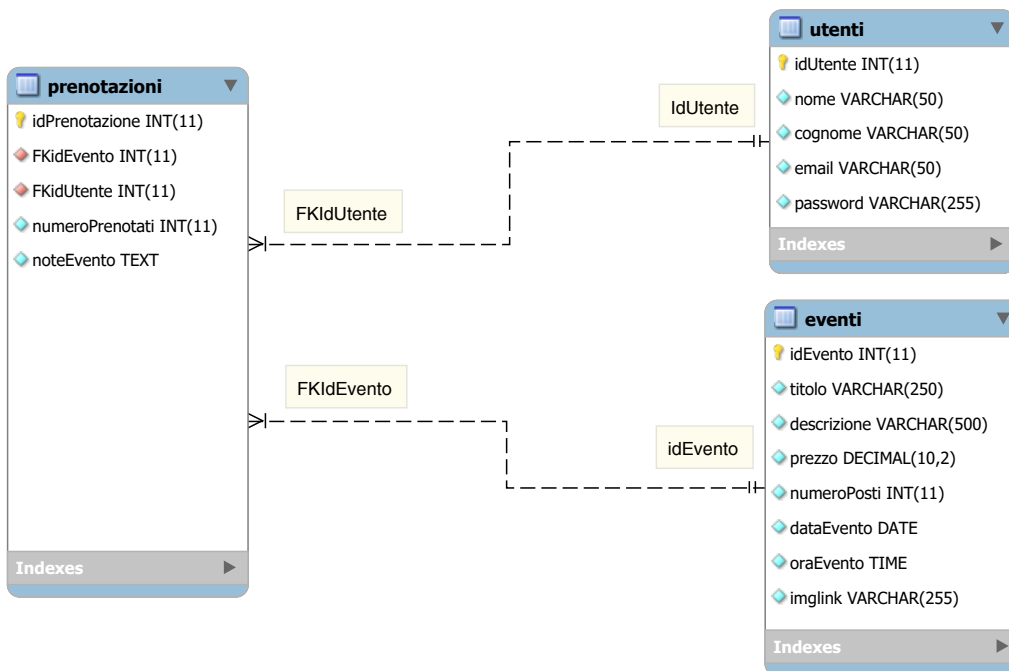 prenotazioni
idPrenotazione INT(11)
FKidEvento INT(11)
FKidUtente INT(11)
numeroPrenotati INT(11)
noteEvento TEXT
Indexes
FKIdUtente
IdUtente
FKIdEvento
idEvento
utenti
idUtente INT(11)
nome VARCHAR(50)
cognome VARCHAR(50)
email VARCHAR(50)
password VARCHAR(255)
Indexes
eventi
idEvento INT(11)
titolo VARCHAR(250)
descrizione VARCHAR(500)
prezzo DECIMAL(10,2)
numeroPosti INT(11)
dataEvento DATE
oraEvento TIME
imglink VARCHAR(255)
Indexes